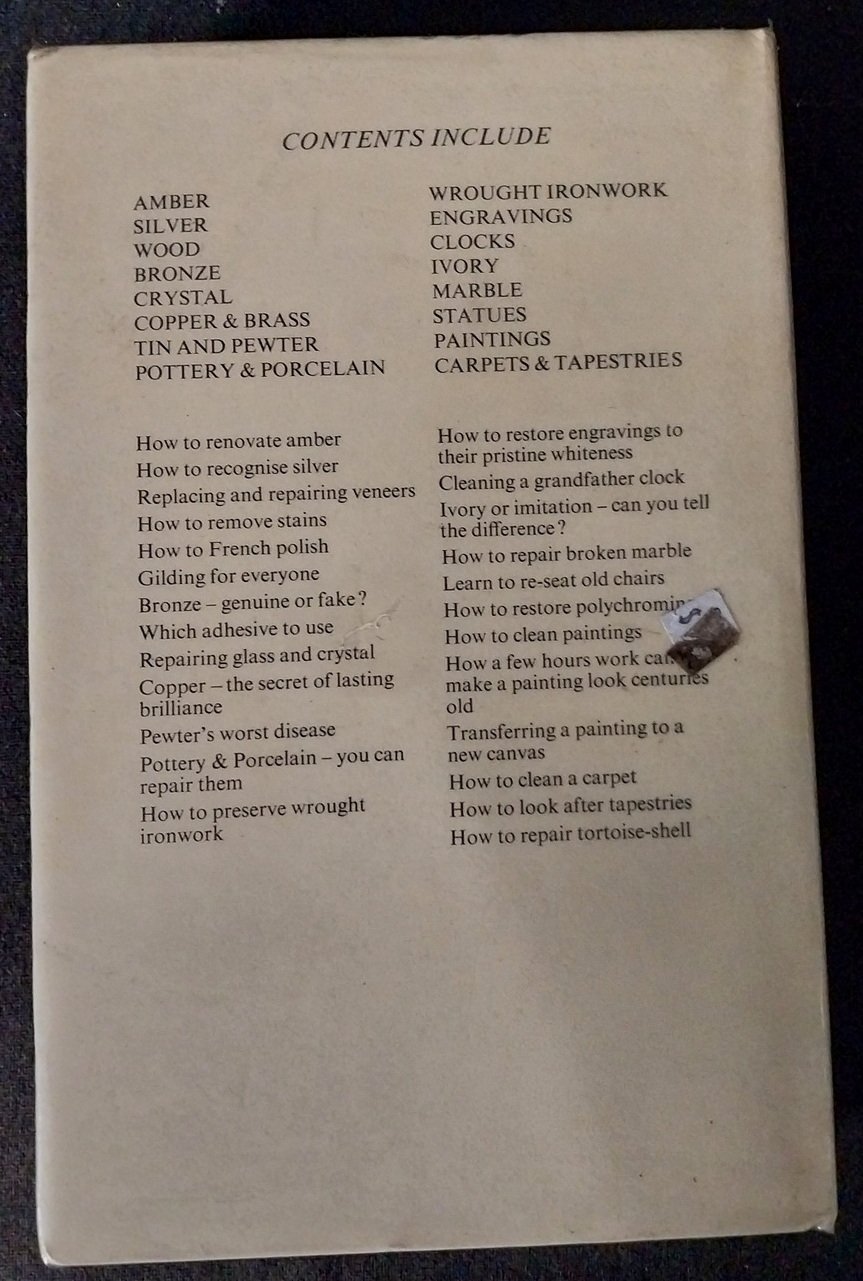 CONTENTS INCLUDE
AMBER
SILVER
WOOD
BRONZE
CRYSTAL
COPPER & BRASS
TIN AND PEWTER
POTTERY & PORCELAIN
WROUGHT IRONWORK
ENGRAVINGS
CLOCKS
IVORY
MARBLE
STATUES
PAINTINGS
CARPETS & TAPESTRIES
How to renovate amber
How to recognise silver
Replacing and repairing veneers
How to remove stains
How to French polish
Gilding for everyone
Bronze – genuine or fake?
Which adhesive to use
Repairing glass and crystal
Copper – the secret of lasting
brilliance
Pewter's worst disease
Pottery & Porcelain – you can
repair them
How to preserve wrought
ironwork
How to restore engravings to
their pristine whiteness
Cleaning a grandfather clock
Ivory or imitation – can you tell
the difference?
How to repair broken marble
Learn to re-seat old chairs
How to restore
How to clean paintings
How a few hours work can
make a painting look centuries
old
Transferring a painting to a
new canvas
How to clean a carpet
How to look after tapestries
How to repair tortoise-shell